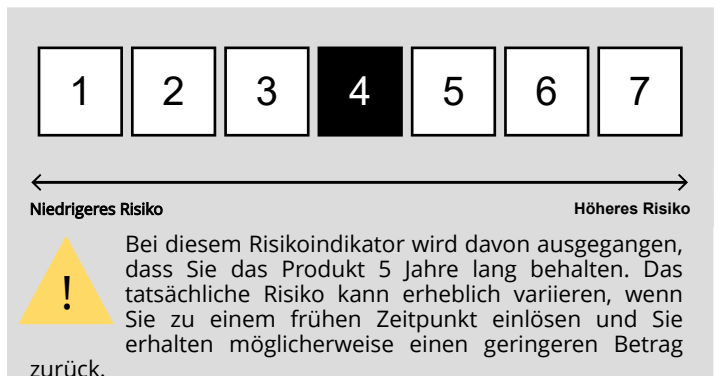 1 2 3 4 5 6 7
Niedrigeres Risiko Höheres Risiko
Bei diesem Risikoindikator wird davon ausgegangen,
dass Sie das Produkt 5 Jahre lang behalten. Das
tatsächliche Risiko kann erheblich variieren, wenn
! Sie zu einem frühen Zeitpunkt einlösen und Sie
erhalten möglicherweise einen geringeren Betrag
zurück.